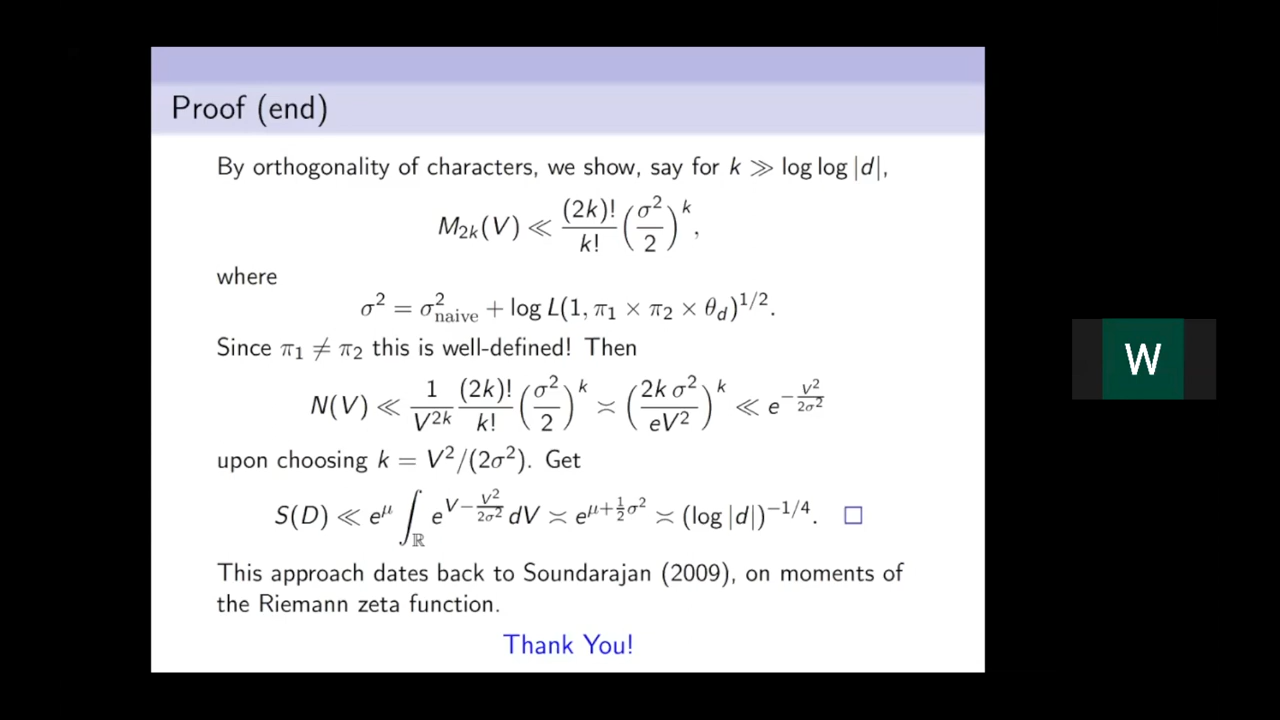 Proof (end)
By orthogonality of characters, we show, say for k ≫ log log |d|,
M₂ₖ(V) ≪ (2k)!/k! (σ²/2)ᵏ,
where
σ² = σ²_naive + log L(1, π₁ × π₂ × θ_d)^{1/2}.
Since π₁ ≠ π₂ this is well-defined! Then
N(V) ≪ 1/V^{2k} (2k)!/k! (σ²/2)ᵏ ≍ (2k σ²/eV²)ᵏ ≪ e^{−V²/2σ²}
upon choosing k = V²/(2σ²). Get
S(D) ≪ e^μ ∫_ℝ e^{V−V²/2σ²} dV ≍ e^{μ+½σ²} ≍ (log |d|)^{−1/4}. □
This approach dates back to Soundarajan (2009), on moments of
the Riemann zeta function.
Thank You!
W